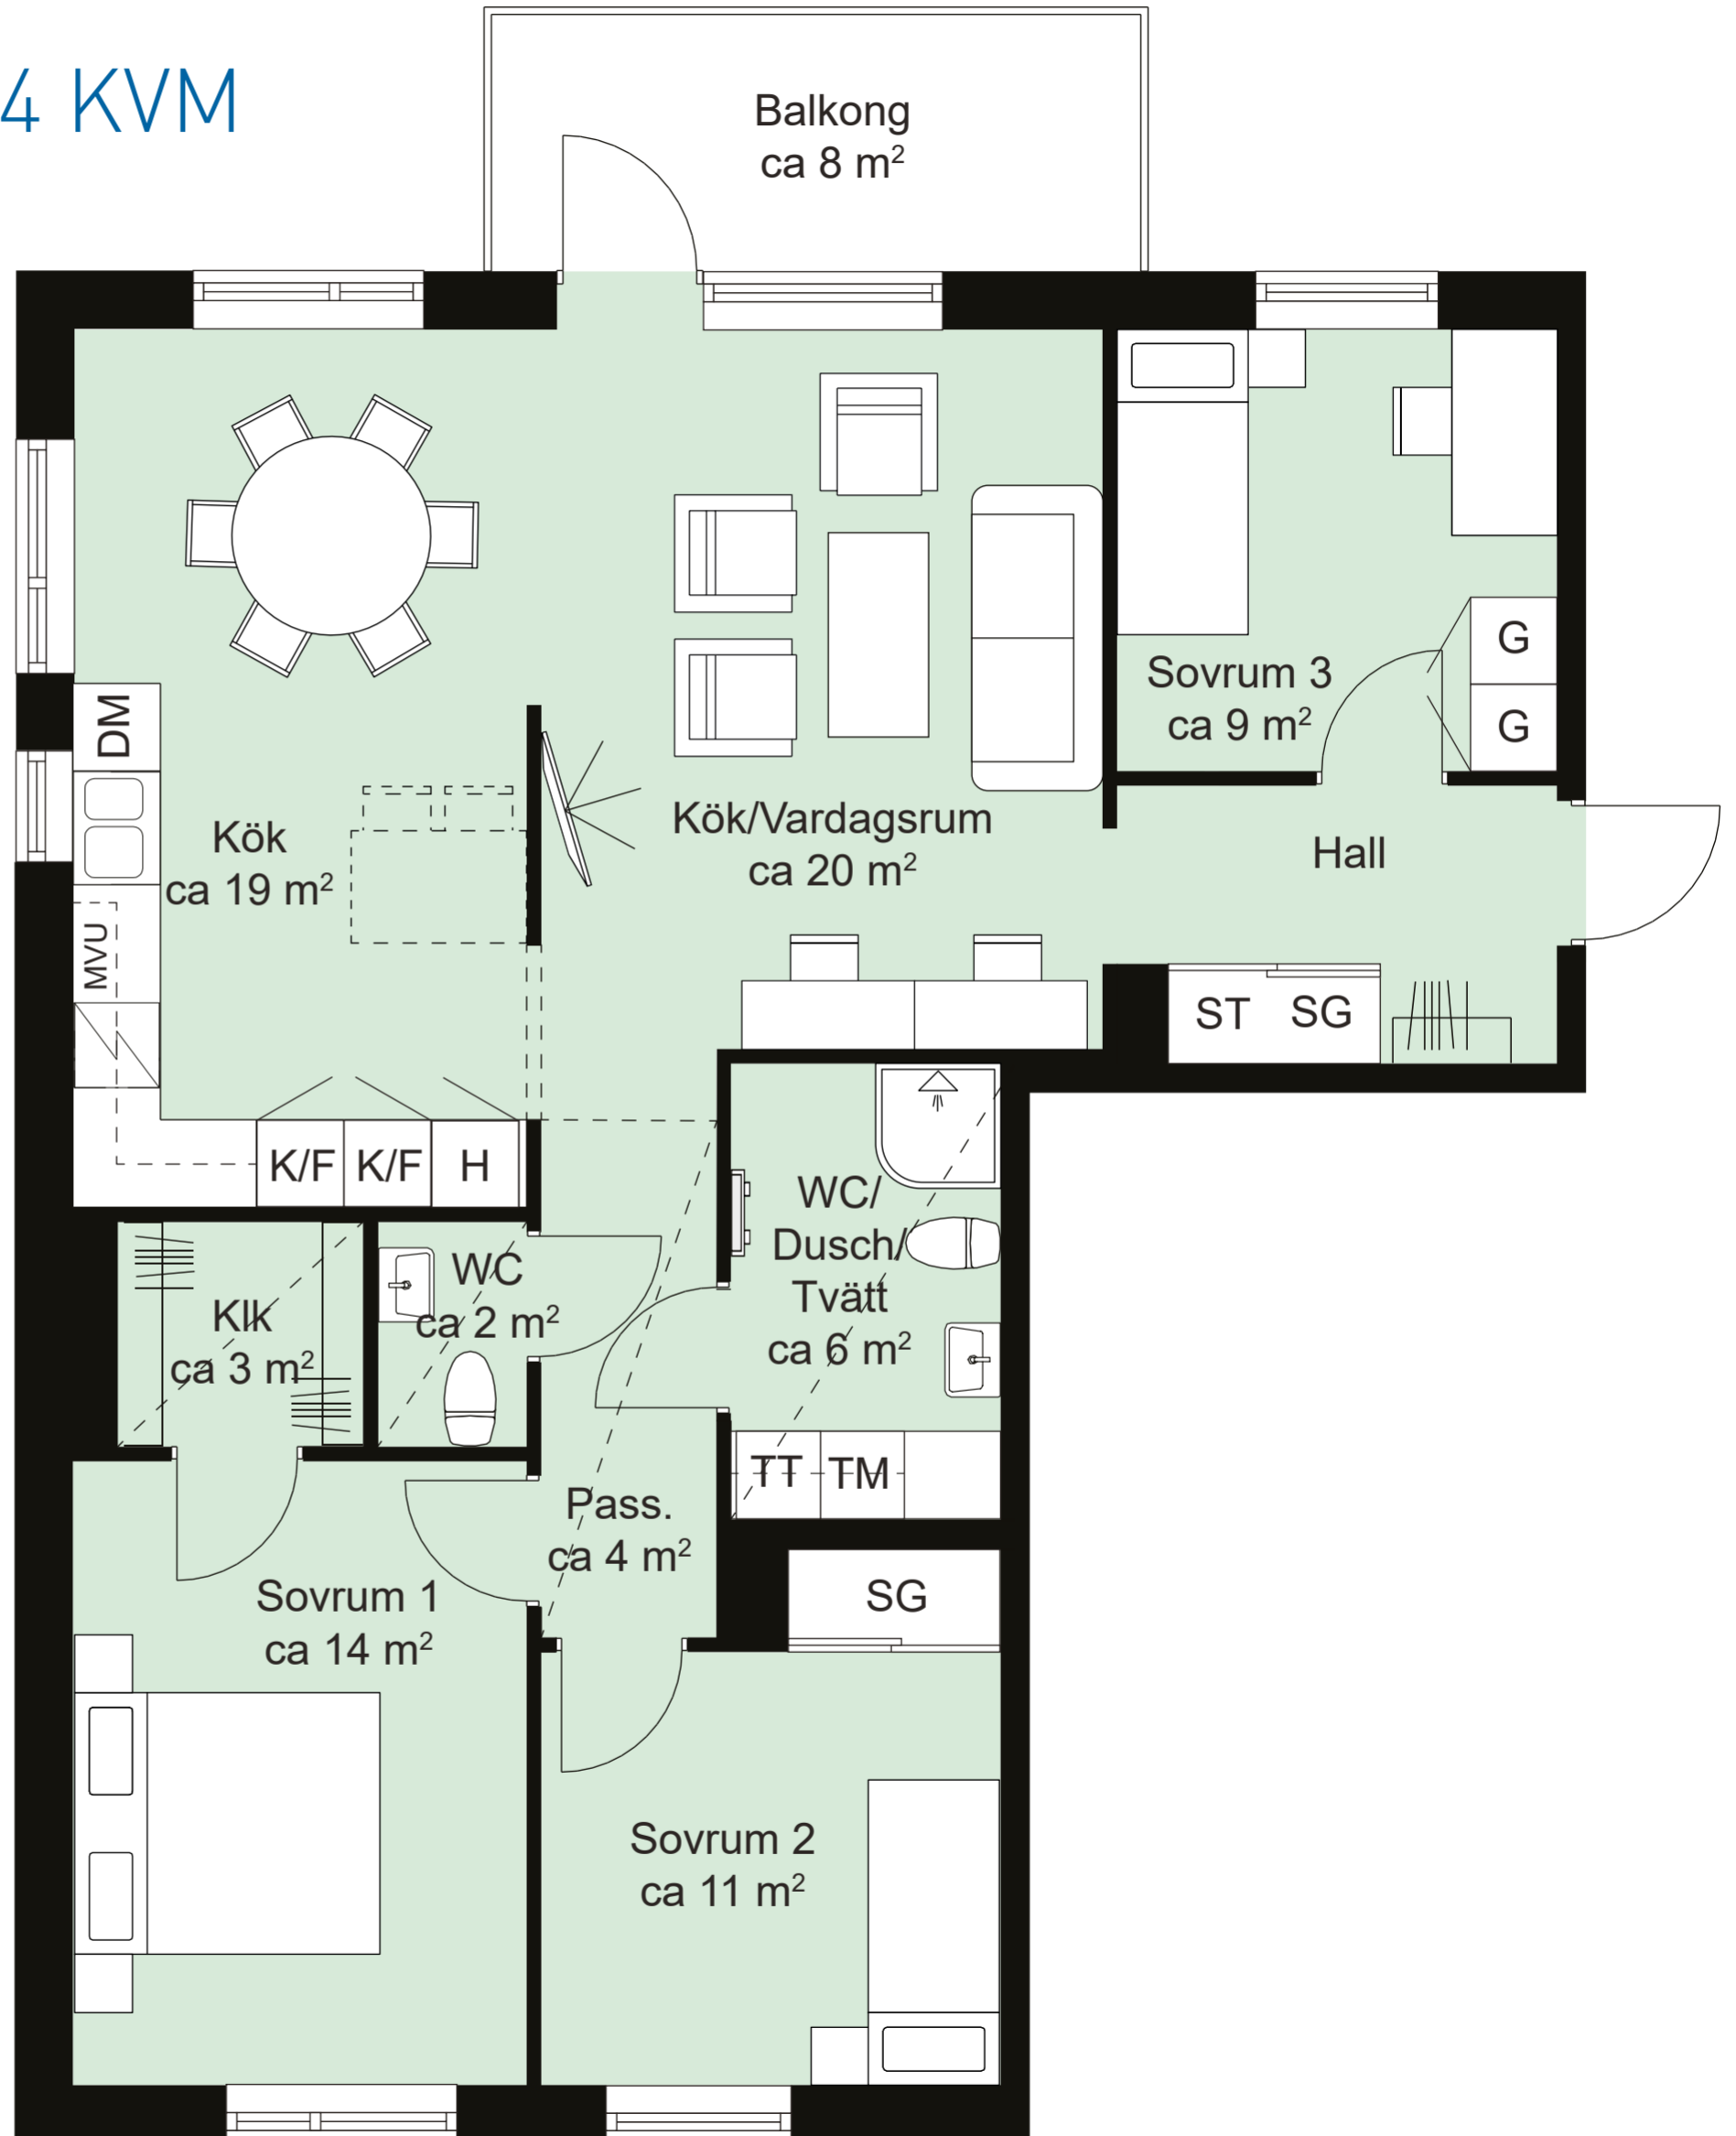 4 KVM
Balkong
ca 8 m²
Sovrum 3
ca 9 m²
G
G
DM
Kök
ca 19 m²
Kök/Vardagsrum
ca 20 m²
Hall
MVU
ST SG
K/F K/F H
WC/
Dusch/
Tvätt
ca 6 m²
WC
ca 2 m²
Klk
ca 3 m²
TT TM
Pass.
ca 4 m²
SG
Sovrum 1
ca 14 m²
Sovrum 2
ca 11 m²